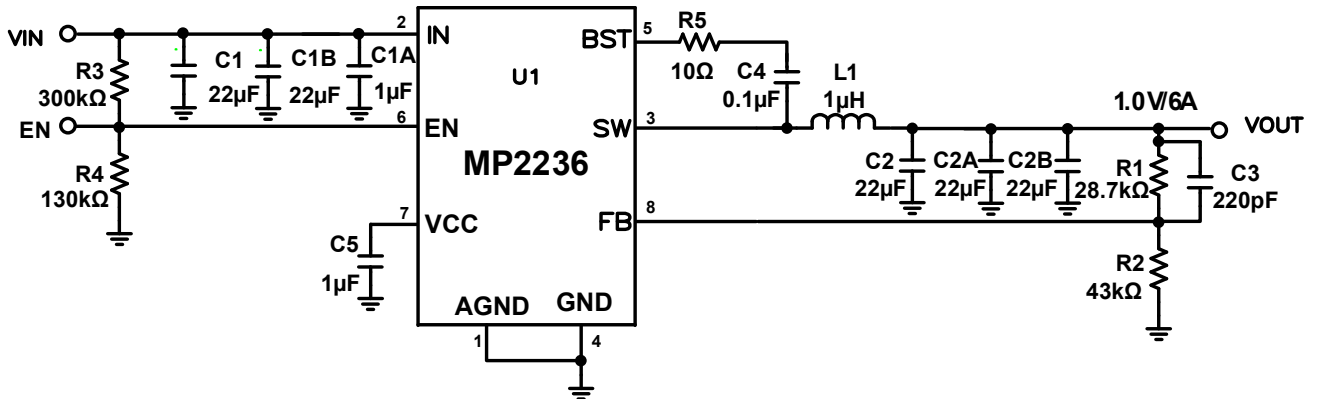 VIN
R3
300kΩ
EN
R4
130kΩ
C1
22µF
C1B
22µF
C1A
1µF
C5
1µF
2
IN
6
EN
7
VCC
U1
MP2236
BST
5
SW
3
FB
8
AGND
GND
1
4
R5
10Ω
C4
0.1µF
L1
1µH
C2
22µF
C2A
22µF
C2B
22µF
1.0V/6A
VOUT
R1
28.7kΩ
C3
220pF
R2
43kΩ